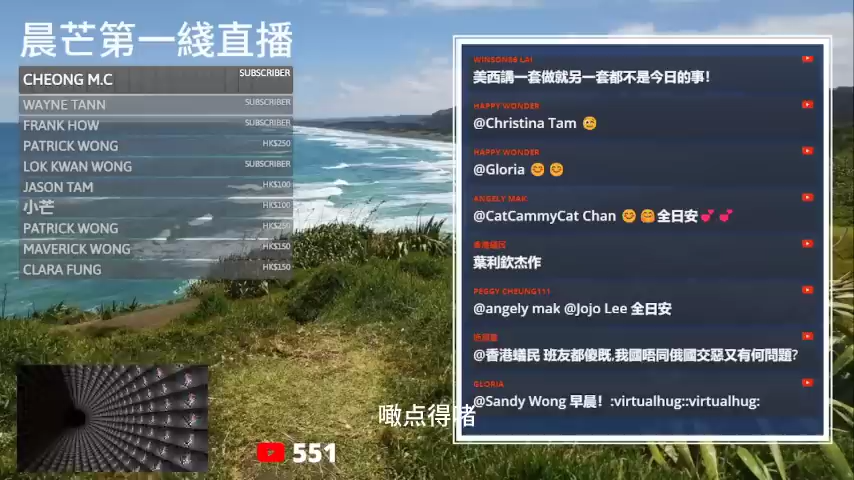 晨芒第一綫直播
CHEONG M.C SUBSCRIBER
WAYNE TANN SUBSCRIBER
FRANK HOW SUBSCRIBER
PATRICK WONG HK$250
LOK KWAN WONG SUBSCRIBER
JASON TAM HK$100
小芒 HK$100
PATRICK WONG HK$250
MAVERICK WONG HK$150
CLARA FUNG HK$150
WINSON66 LAI
美西講一套做就另一套都不是今日的事!
HAPPY WONDER
@Christina Tam 😉
HAPPY WONDER
@Gloria 😊 😊
ANGELY MAK
@CatCammyCat Chan 😊 🤗 全日安 💕 💕
香港蟻民
葉利欽杰作
PEGGY CHEUNG111
@angely mak @Jojo Lee 全日安
@香港蟻民 班友都傻既,我國唔同俄國交惡又有何問題?
GLORIA
@Sandy Wong 早晨! :virtualhug::virtualhug:
噉点得啫
551